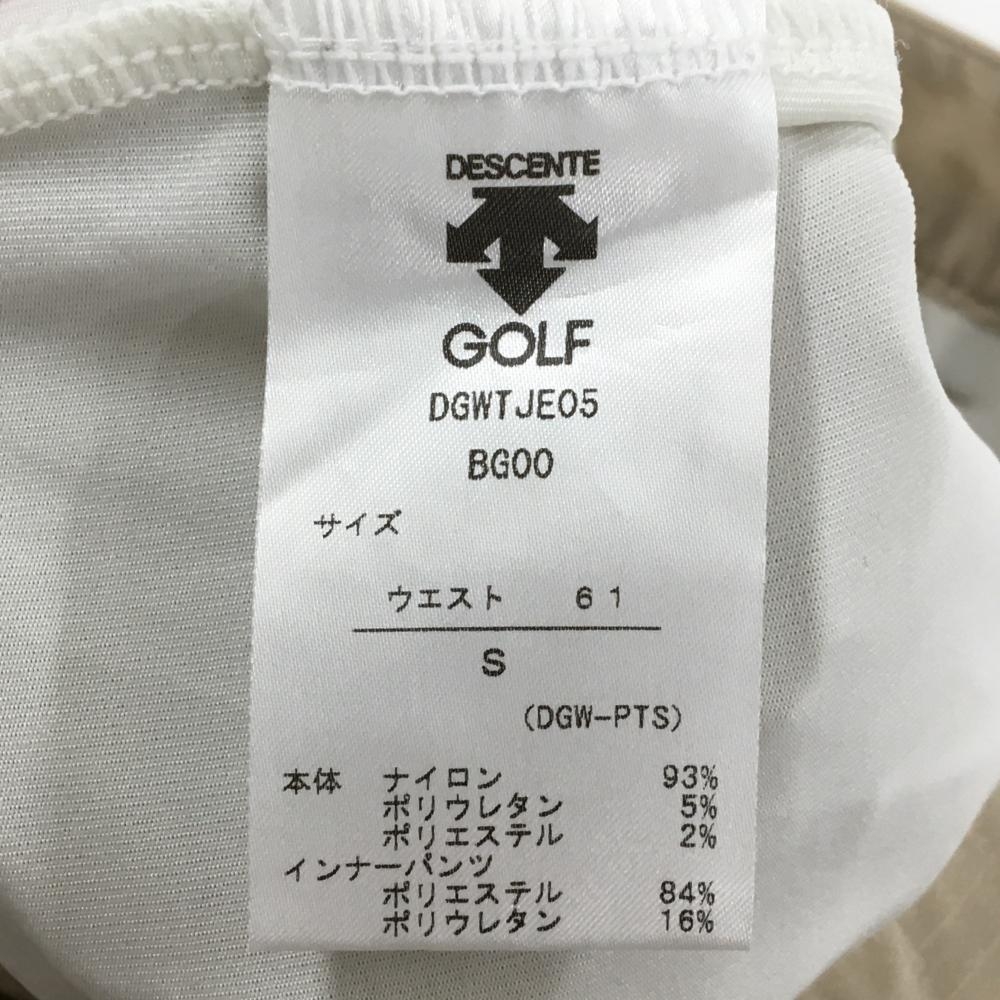 DESCENTE
GOLF
DGWTJE05
BG00
サイズ
ウエスト 61
S
(DGW-PTS)
本体 ナイロン 93%
ポリウレタン 5%
ポリエステル 2%
インナーパンツ
ポリエステル 84%
ポリウレタン 16%